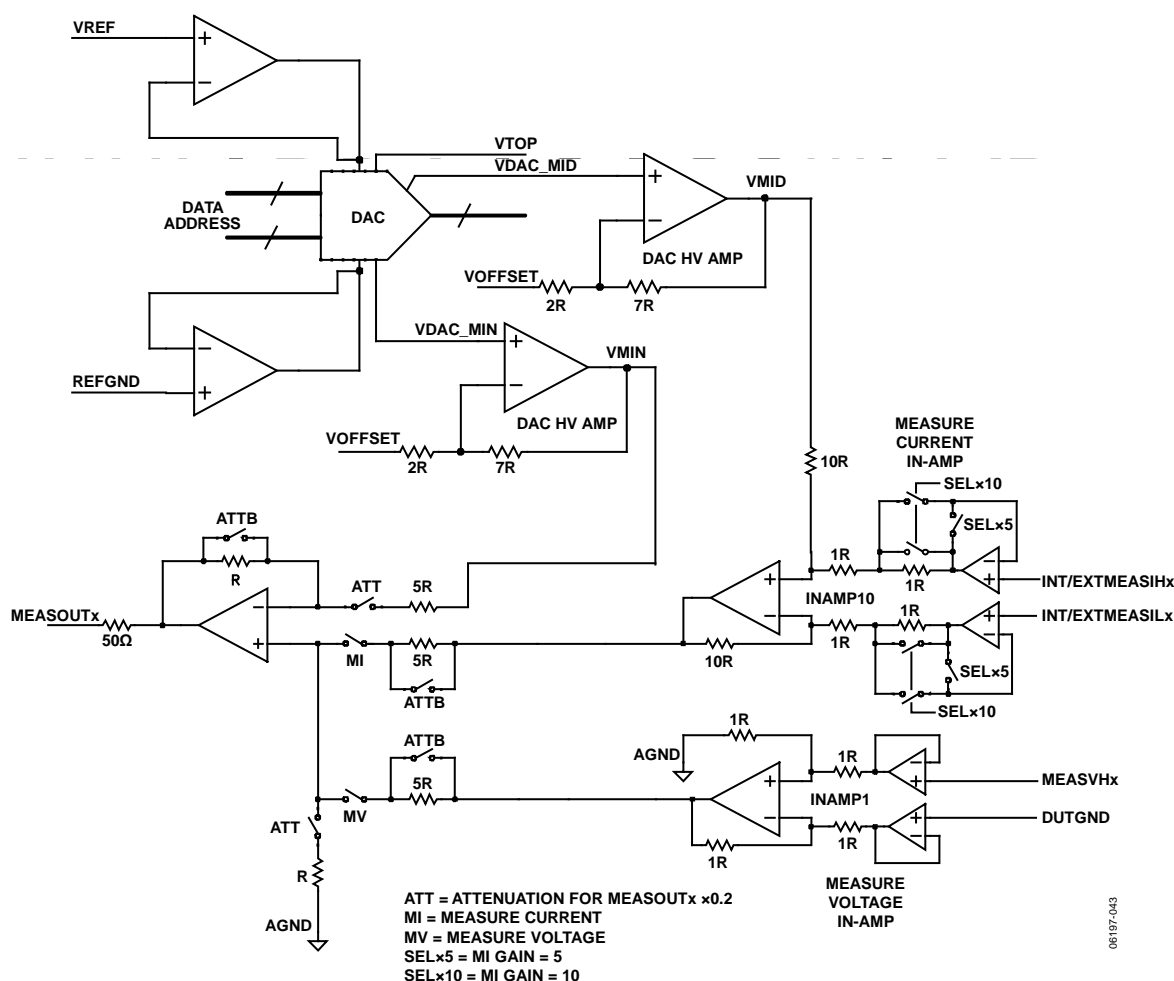 VREF
VTOP
VDAC_MID
VMID
DATA
ADDRESS
DAC
DAC HV AMP
VOFFSET
2R
7R
VDAC_MIN
VMIN
REFGND
DAC HV AMP
VOFFSET
2R
7R
10R
MEASURE
CURRENT
IN-AMP
SEL×10
SEL×5
ATTB
R
1R
1R
INT/EXTMEASIHx
ATT
5R
INAMP10
1R
INT/EXTMEASILx
MEASOUTx
50Ω
MI
5R
10R
1R
SEL×5
ATTB
SEL×10
1R
ATTB
AGND
1R
5R
MEASVHx
MV
INAMP1
DUTGND
ATT
1R
1R
R
MEASURE
VOLTAGE
IN-AMP
AGND
ATT = ATTENUATION FOR MEASOUTx ×0.2
MI = MEASURE CURRENT
MV = MEASURE VOLTAGE
SEL×5 = MI GAIN = 5
SEL×10 = MI GAIN = 10
06197-043